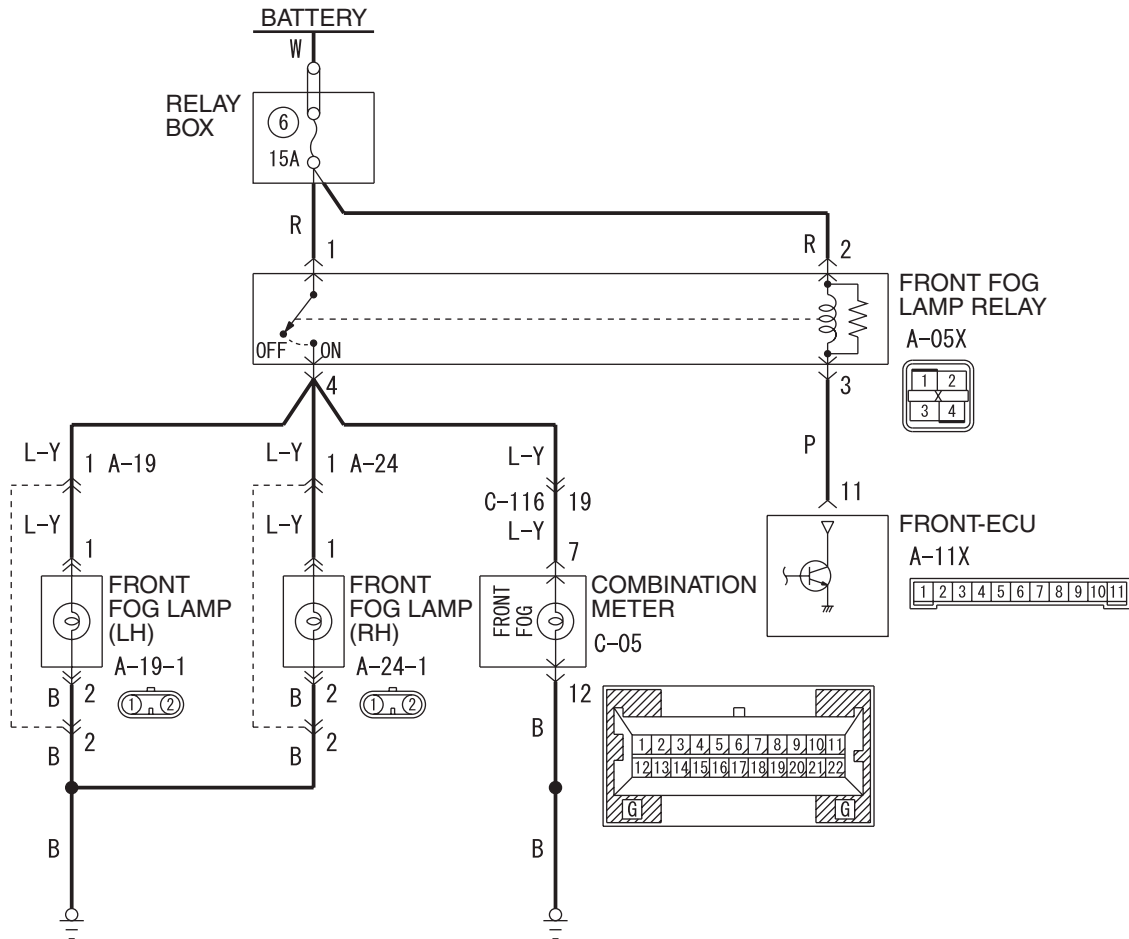 BATTERY
W
RELAY
BOX
6
15A
R
1
R
2
FRONT FOG
LAMP RELAY
A-05X
OFF
ON
1 2
X
3 4
4
3
L-Y
1 A-19
L-Y
1 A-24
L-Y
C-116
19
P
11
L-Y
1
L-Y
1
L-Y
7
FRONT-ECU
A-11X
1 2 3 4 5 6 7 8 9 10 11
FRONT
FOG LAMP
(LH)
A-19-1
1 2
FRONT
FOG LAMP
(RH)
A-24-1
1 2
FRONT
FOG
COMBINATION
METER
C-05
B
2
B
2
12
B
2
B
2
B
1 2 3 4 5 6 7 8 9 10 11
12 13 14 15 16 17 18 19 20 21 22
G
G
B
B